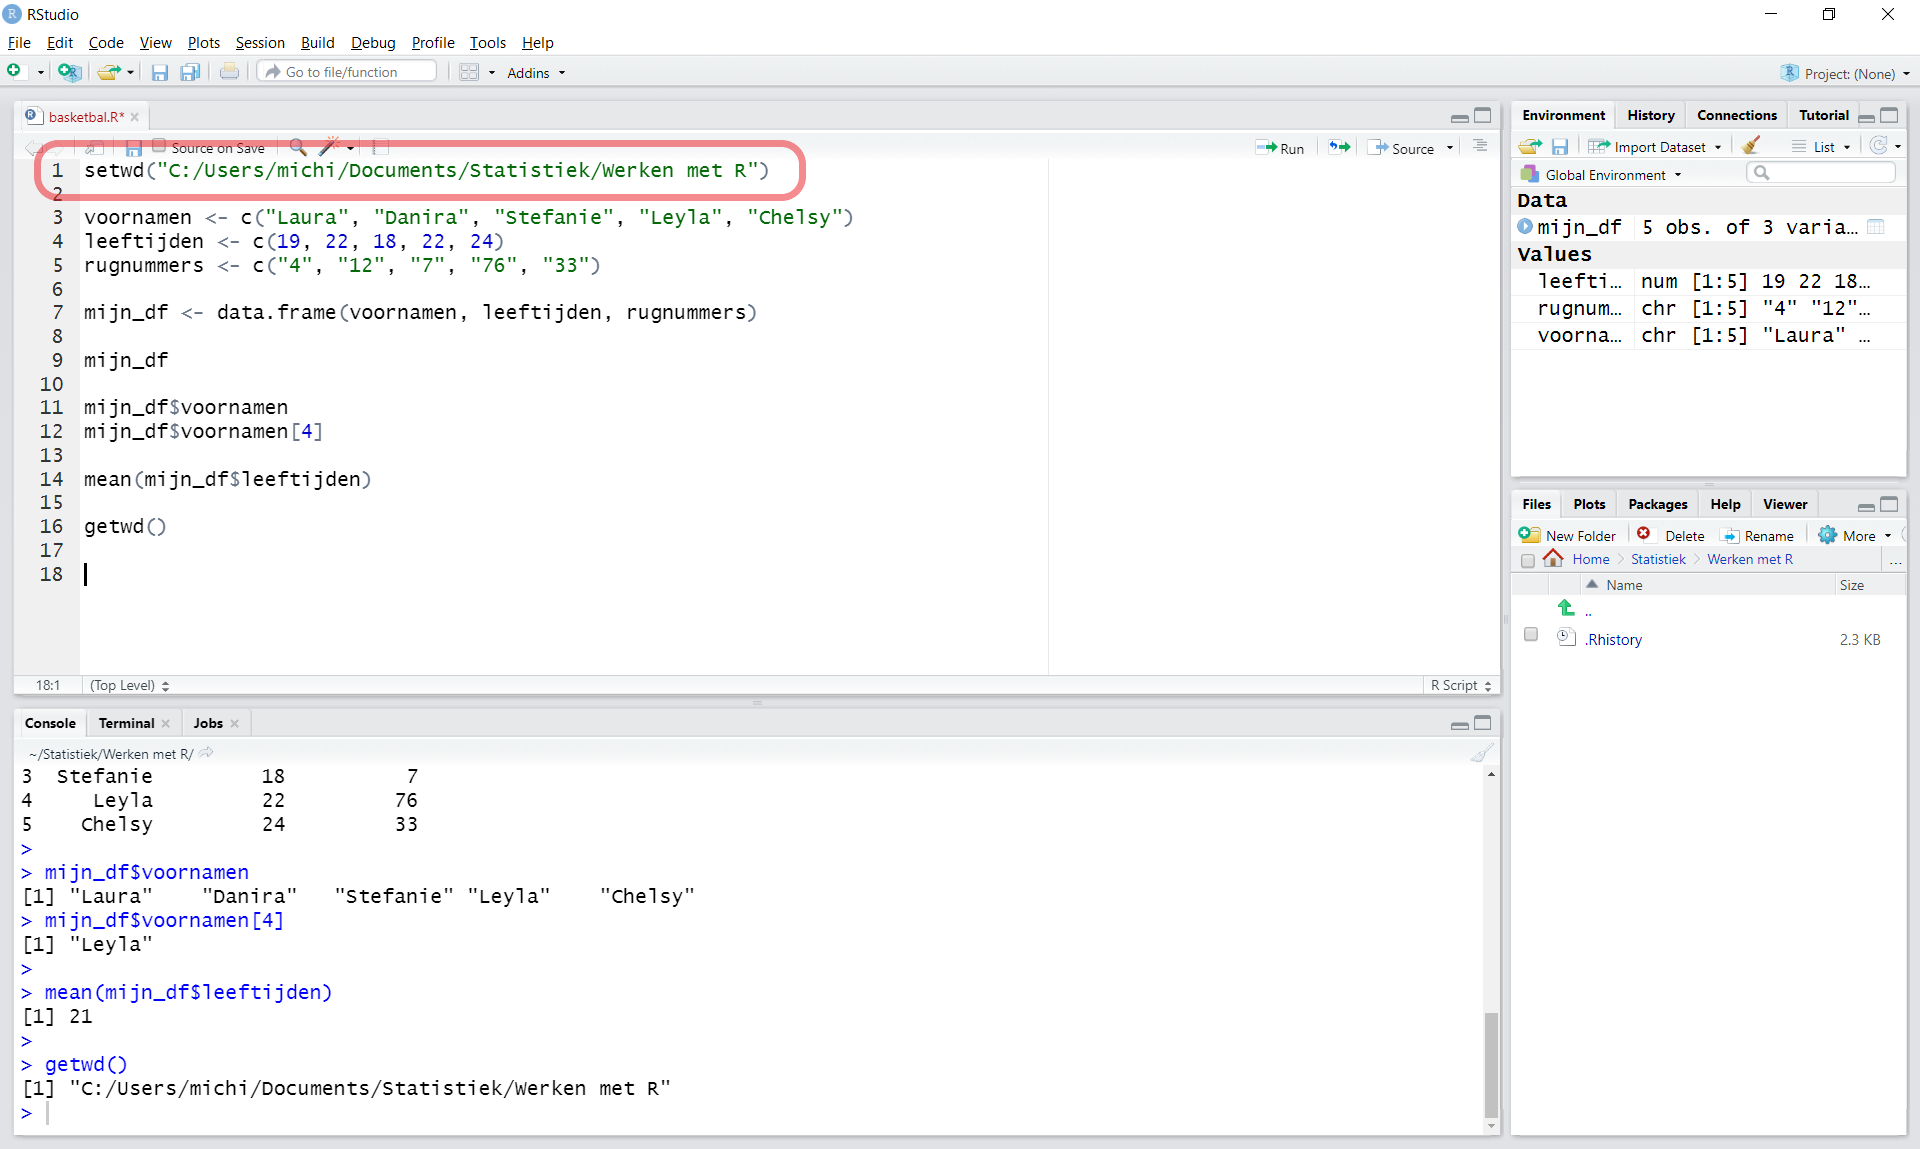 RStudio
File Edit Code View Plots Session Build Debug Profile Tools Help
Go to file/function Addins Project: (None)
basketbal.R*
Source on Save Run Source
1 setwd("C:/Users/michi/Documents/Statistiek/Werken met R")
2
3 voornamen <- c("Laura", "Danira", "Stefanie", "Leyla", "Chelsy")
4 leeftijden <- c(19, 22, 18, 22, 24)
5 rugnummers <- c("4", "12", "7", "76", "33")
6
7 mijn_df <- data.frame(voornamen, leeftijden, rugnummers)
8
9 mijn_df
10
11 mijn_df$voornamen
12 mijn_df$voornamen[4]
13
14 mean(mijn_df$leeftijden)
15
16 getwd()
17
18
18:1 (Top Level) R Script
Console Terminal Jobs
~/Statistiek/Werken met R/
3 Stefanie 18 7
4 Leyla 22 76
5 Chelsy 24 33
>
> mijn_df$voornamen
[1] "Laura" "Danira" "Stefanie" "Leyla" "Chelsy"
> mijn_df$voornamen[4]
[1] "Leyla"
>
> mean(mijn_df$leeftijden)
[1] 21
>
> getwd()
[1] "C:/Users/michi/Documents/Statistiek/Werken met R"
>
Environment History Connections Tutorial
Import Dataset List
Global Environment
Data
mijn_df 5 obs. of 3 varia…
Values
leefti… num [1:5] 19 22 18…
rugnum… chr [1:5] "4" "12"…
voorna… chr [1:5] "Laura" …
Files Plots Packages Help Viewer
New Folder Delete Rename More
Home Statistiek Werken met R ...
Name Size
..
.Rhistory 2.3 KB